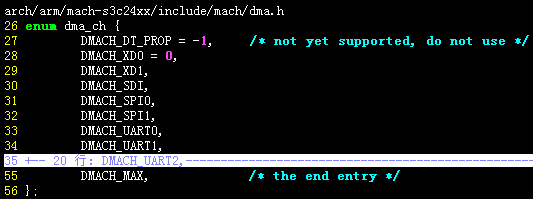 arch/arm/mach-s3c24xx/include/mach/dma.h
26 enum dma_ch {
27         DMACH_DT_PROP = -1,     /* not yet supported, do not use */
28         DMACH_XD0 = 0,
29         DMACH_XD1,
30         DMACH_SDI,
31         DMACH_SPI0,
32         DMACH_SPI1,
33         DMACH_UART0,
34         DMACH_UART1,
35 +-- 20 行: DMACH_UART2,--------------------------------------------------
55         DMACH_MAX,              /* the end entry */
56 };